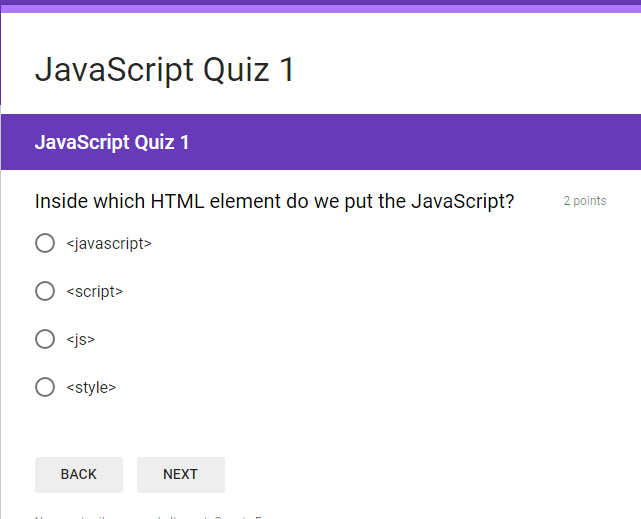 JavaScript Quiz 1
JavaScript Quiz 1
Inside which HTML element do we put the JavaScript? 2 points
<javascript>
<script>
<js>
<style>
BACK NEXT